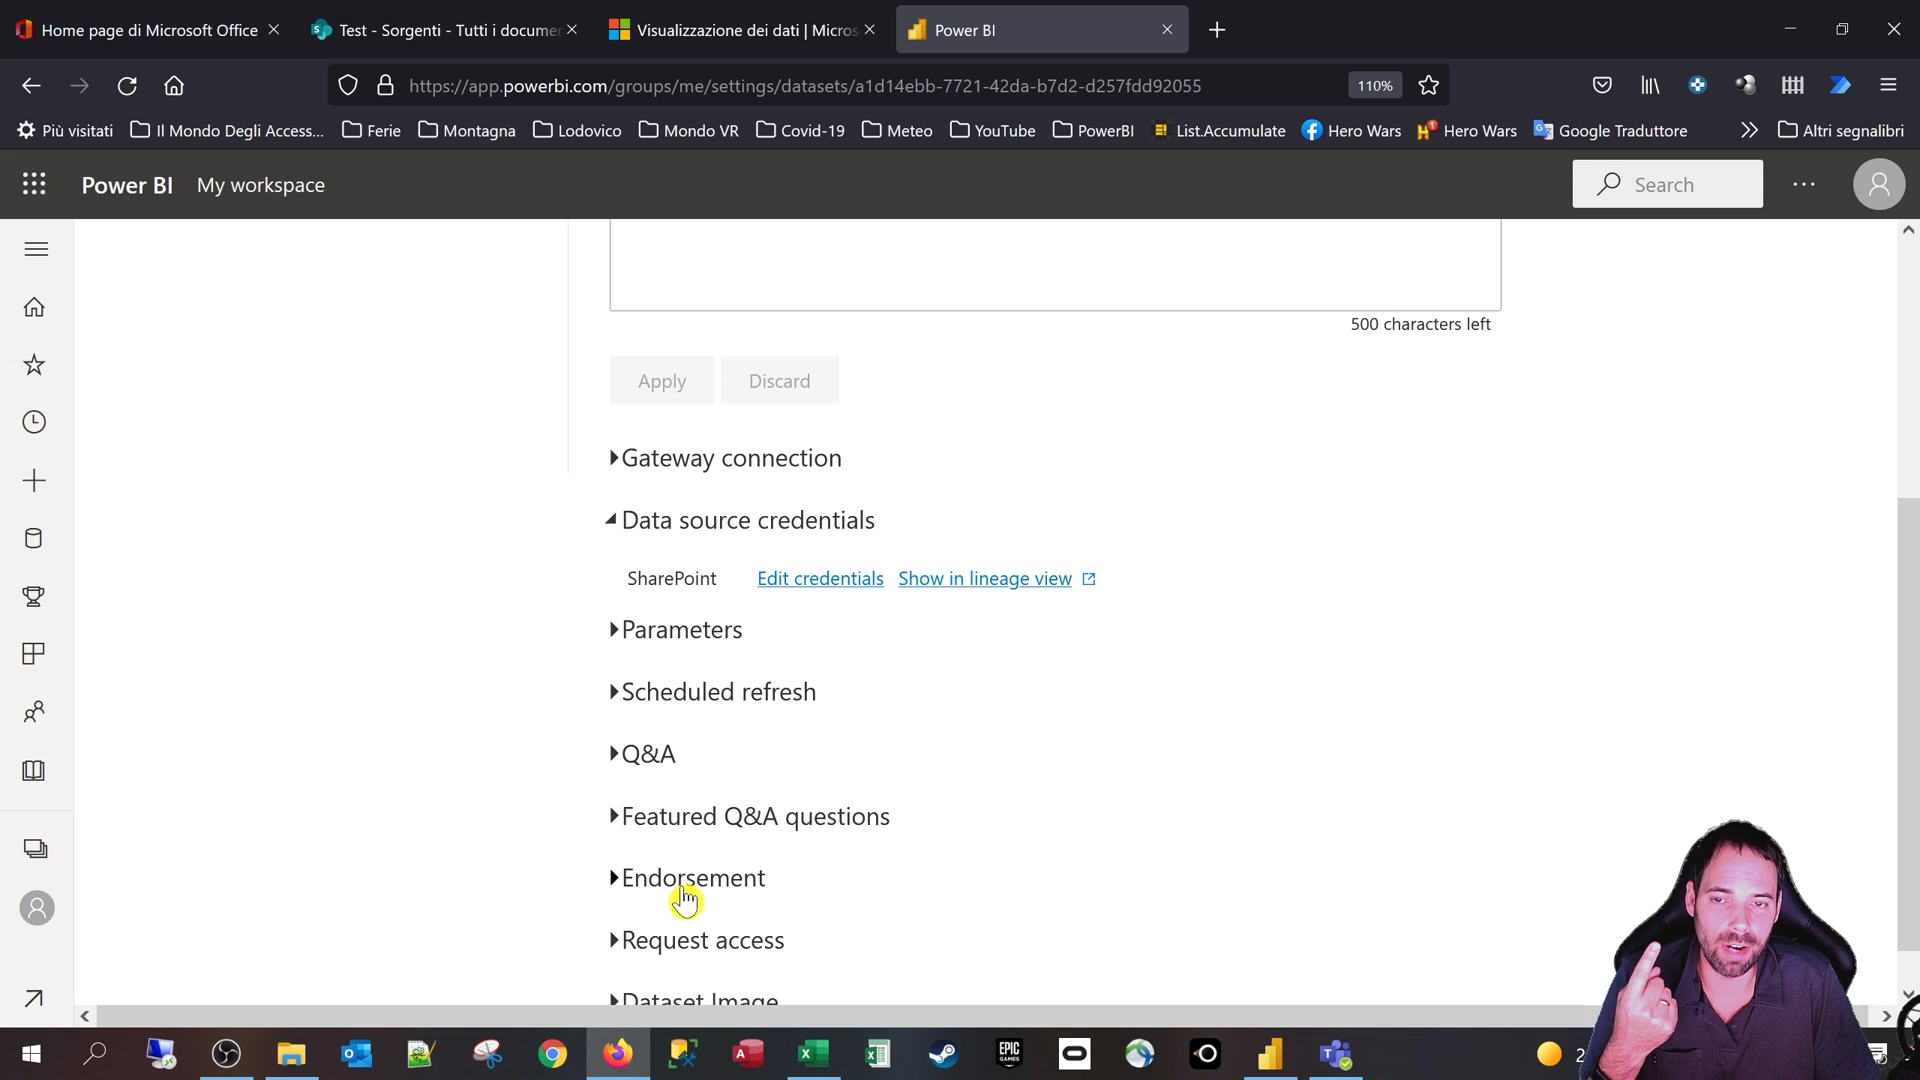 Home page di Microsoft Office
Test - Sorgenti - Tutti i docume
Visualizzazione dei dati | Micros
Power BI
https://app.powerbi.com/groups/me/settings/datasets/a1d14ebb-7721-42da-b7d2-d257fdd92055
110%
Più visitati
Il Mondo Degli Access...
Ferie
Montagna
Lodovico
Mondo VR
Covid-19
Meteo
YouTube
PowerBI
List.Accumulate
Hero Wars
Hero Wars
Google Traduttore
Altri segnalibri
Power BI My workspace
Search
500 characters left
Apply
Discard
Gateway connection
Data source credentials
SharePoint Edit credentials Show in lineage view
Parameters
Scheduled refresh
Q&A
Featured Q&A questions
Endorsement
Request access
Dataset Image
EPIC GAMES
2